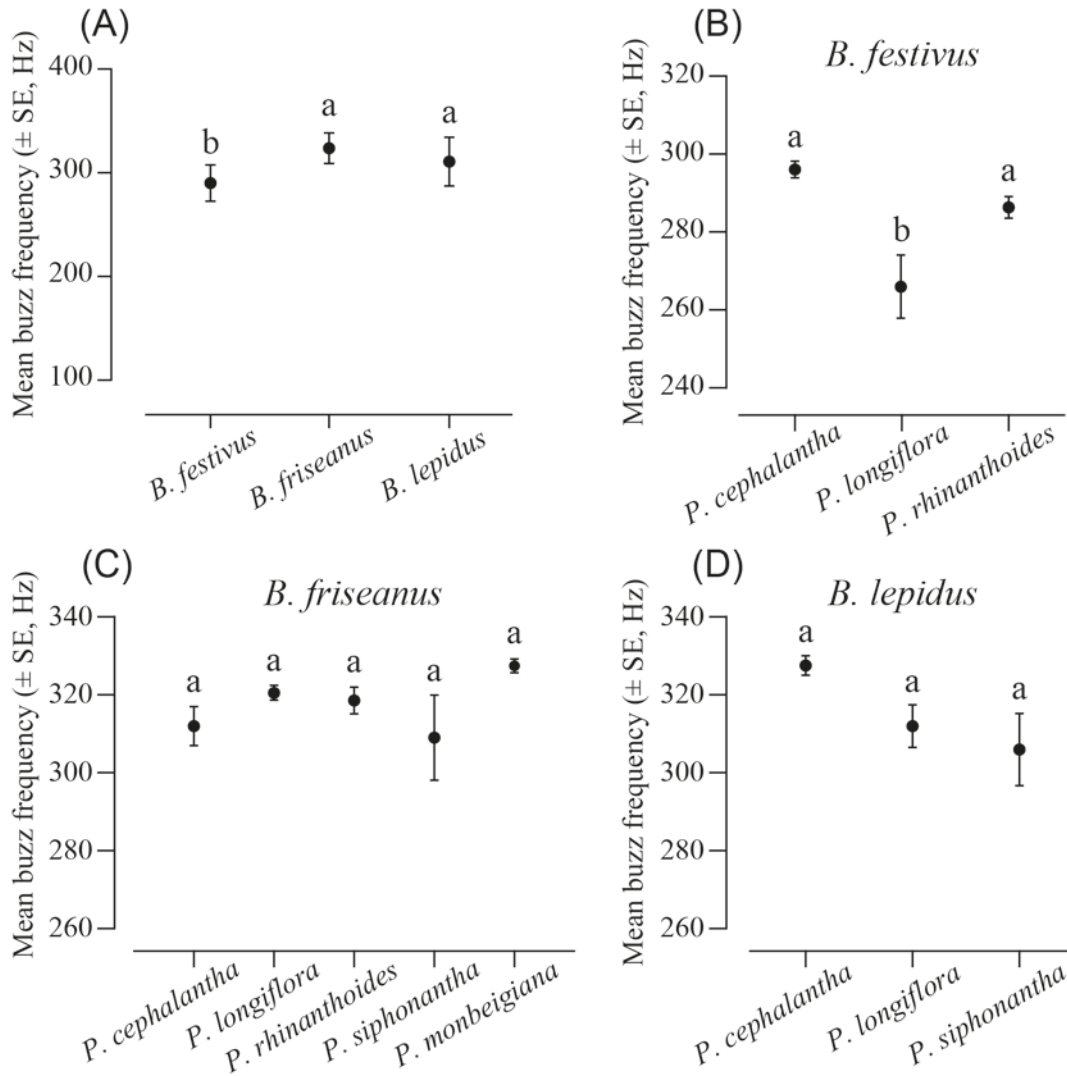 (A)
Mean buzz frequency (± SE, Hz)
400
300
200
100
b
a
a
B. festivus
B. friseanus
B. lepidus
(B)
B. festivus
Mean buzz frequency (± SE, Hz)
320
300
280
260
240
a
b
a
P. cephalantha
P. longiflora
P. rhinanthoides
(C)
B. friseanus
Mean buzz frequency (± SE, Hz)
340
320
300
280
260
a
a
a
a
a
P. cephalantha
P. longiflora
P. rhinanthoides
P. siphonantha
P. monbeigiana
(D)
B. lepidus
Mean buzz frequency (± SE, Hz)
340
320
300
280
260
a
a
a
P. cephalantha
P. longiflora
P. siphonantha